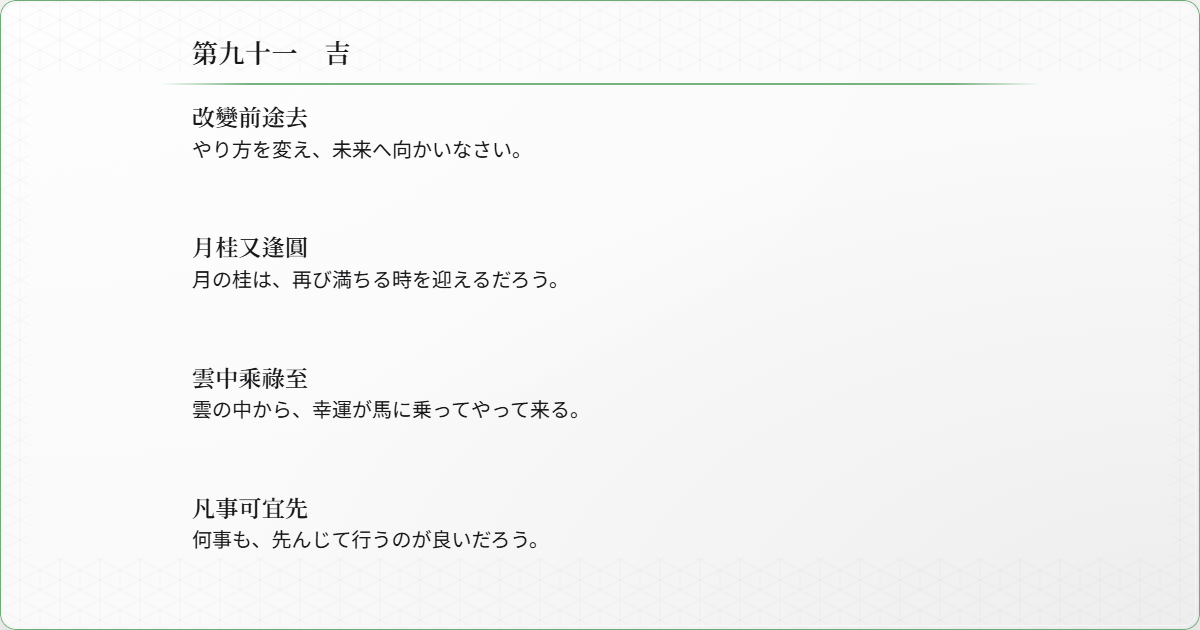 第九十一　吉
改變前途去
やり方を変え、未来へ向かいなさい。
月桂又逢圓
月の桂は、再び満ちる時を迎えるだろう。
雲中乘祿至
雲の中から、幸運が馬に乗ってやって来る。
凡事可宜先
何事も、先んじて行うのが良いだろう。